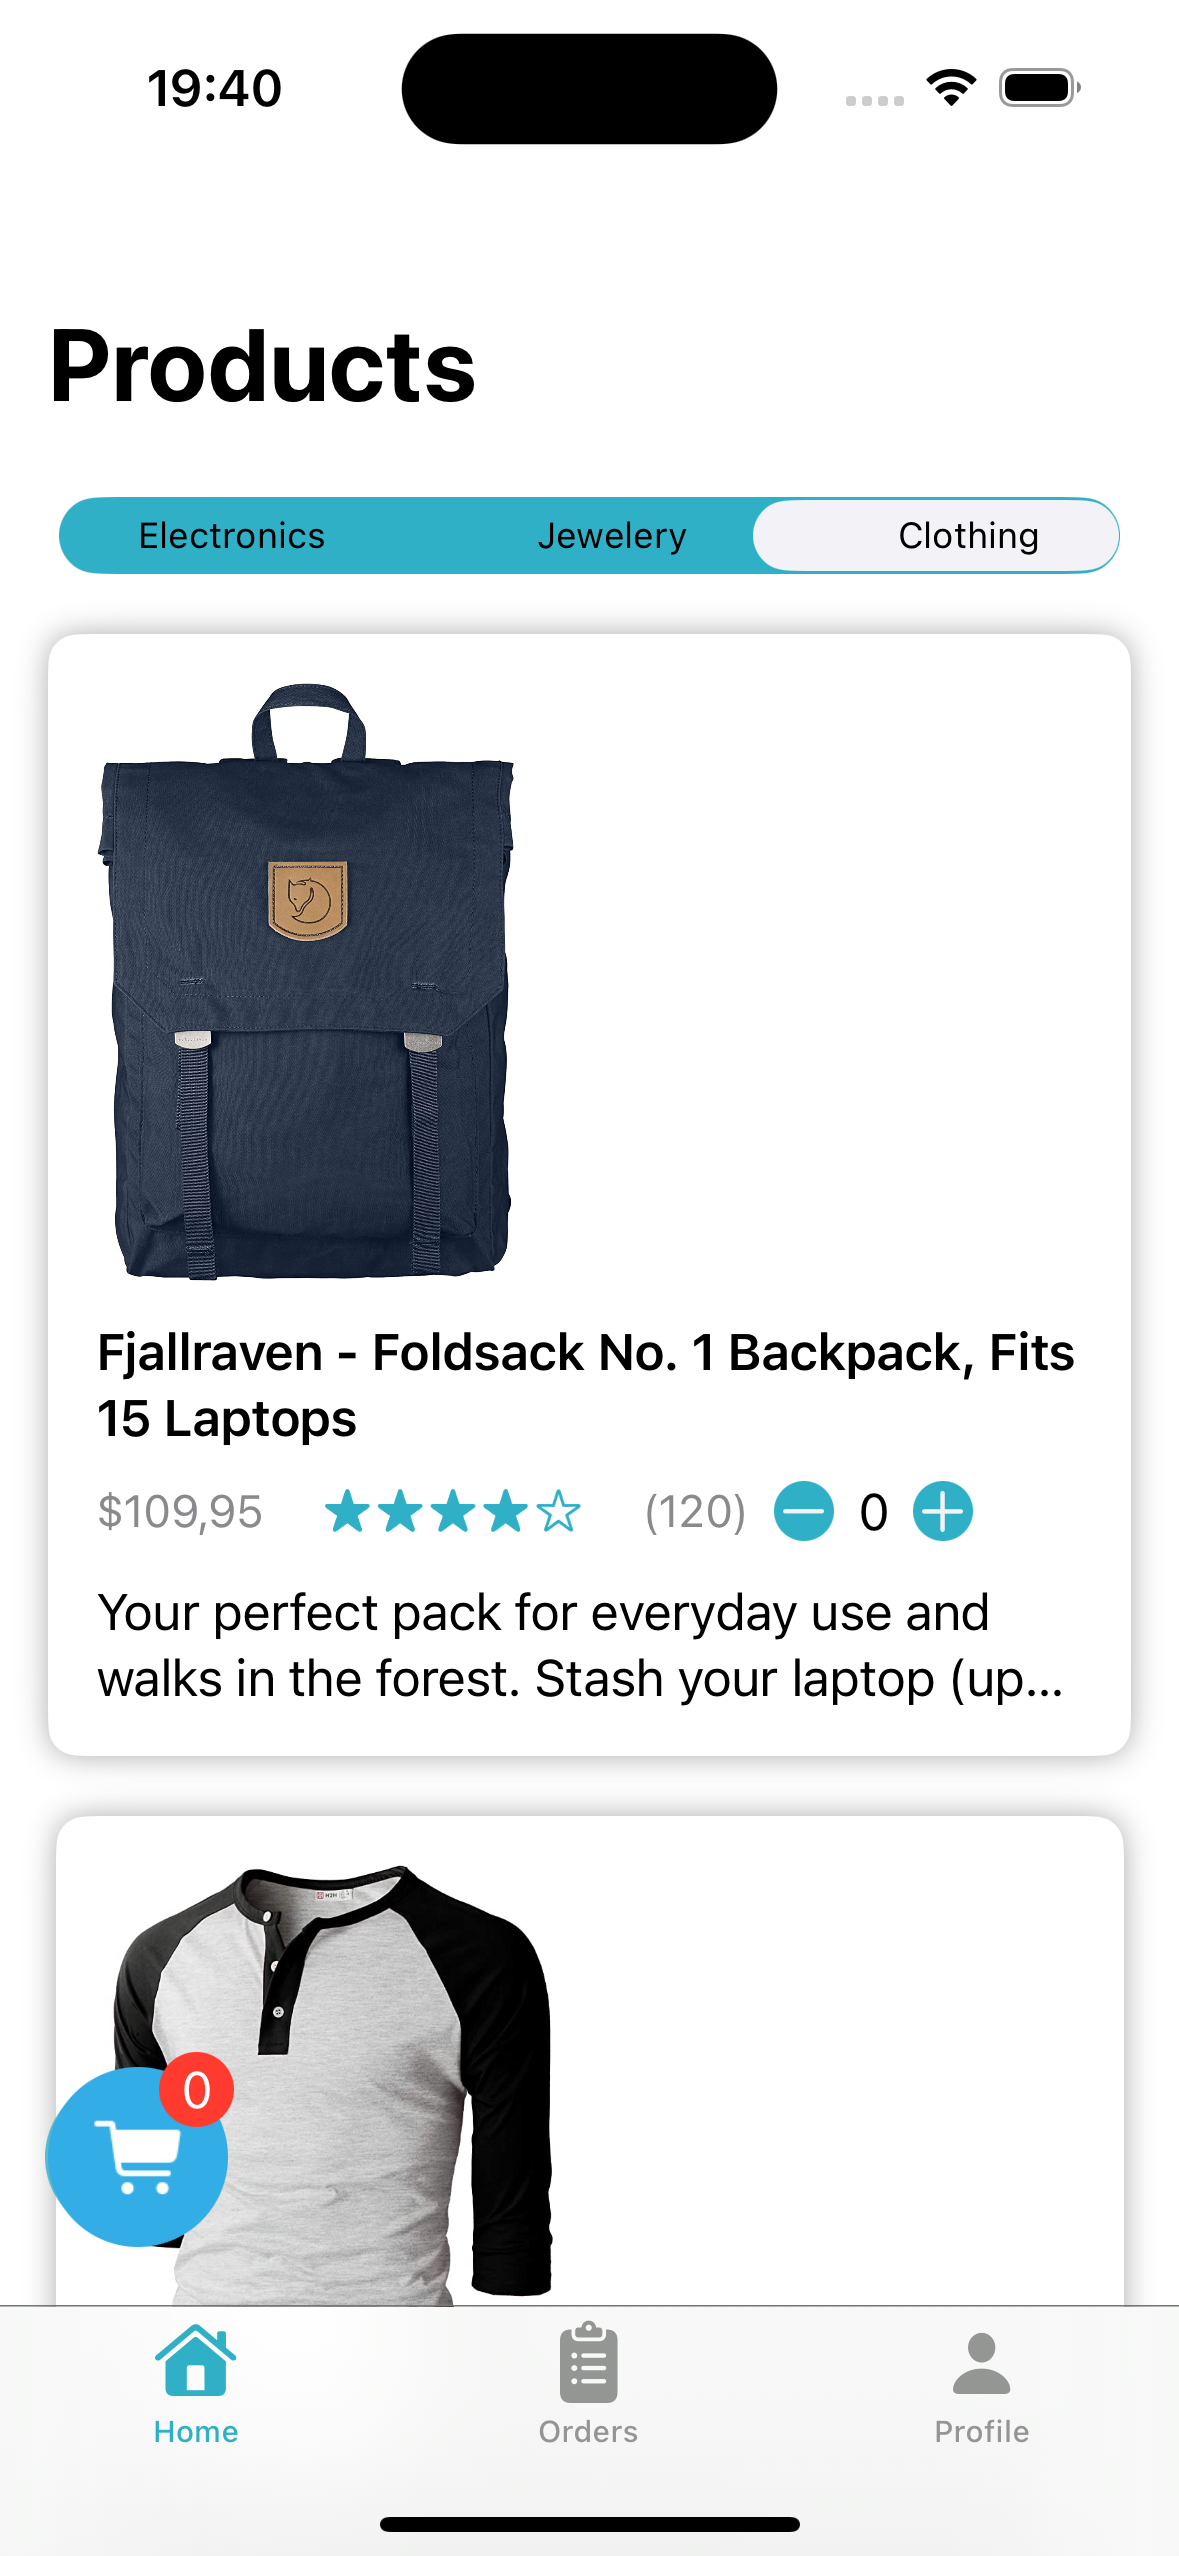 19:40
Products
Electronics
Jewelery
Clothing
Fjallraven - Foldsack No. 1 Backpack, Fits
15 Laptops
$109,95 (120) 0
Your perfect pack for everyday use and
walks in the forest. Stash your laptop (up...
0
Home
Orders
Profile